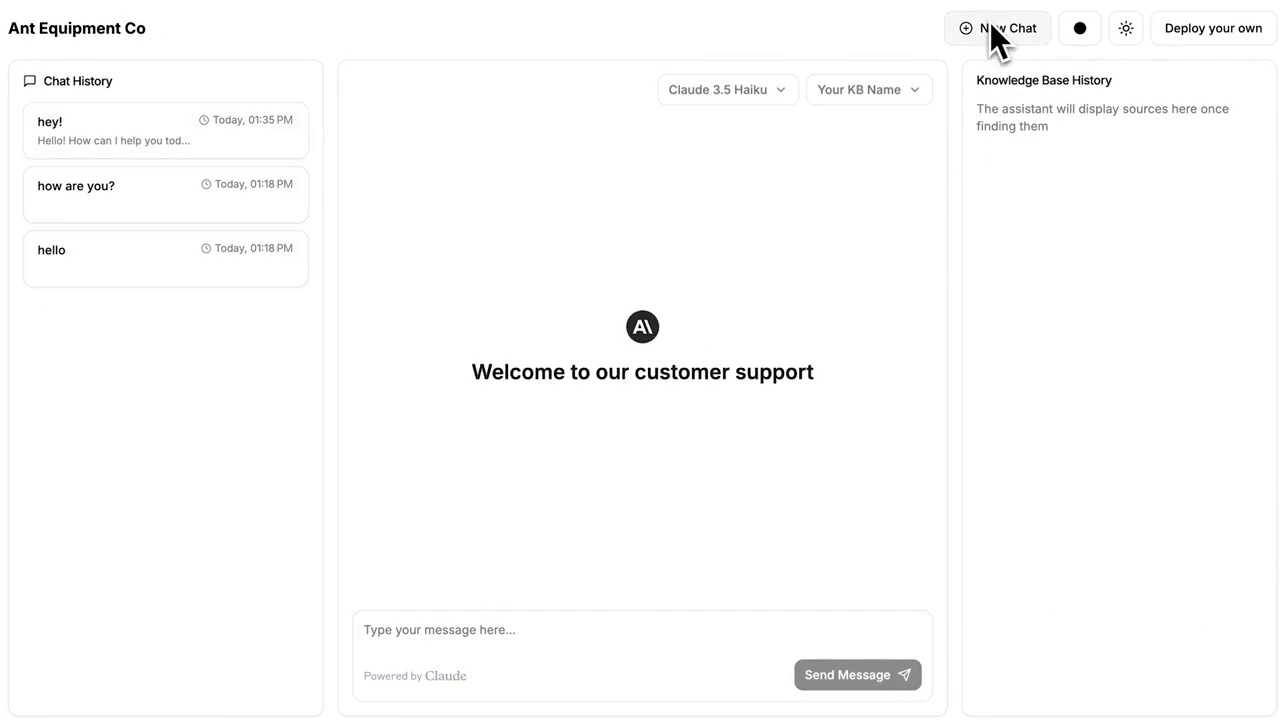 Ant Equipment Co
New Chat
Deploy your own
Chat History
hey!
Today, 01:35 PM
Hello! How can I help you tod...
how are you?
Today, 01:18 PM
hello
Today, 01:18 PM
Claude 3.5 Haiku
Your KB Name
A\
Welcome to our customer support
Type your message here...
Powered by Claude
Send Message
Knowledge Base History
The assistant will display sources here once
finding them